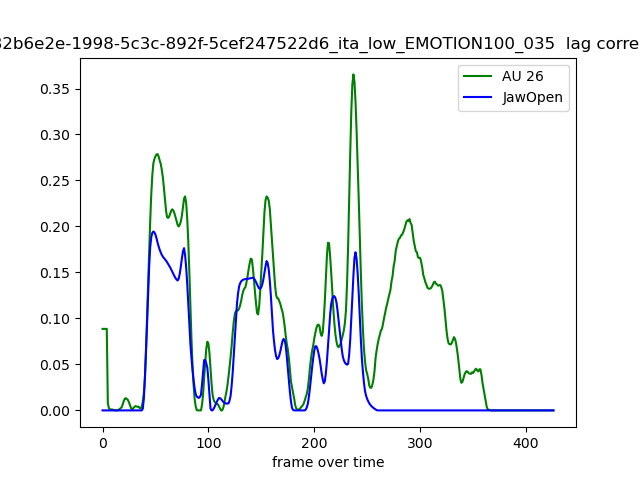 32b6e2e-1998-5c3c-892f-5cef247522d6_ita_low_EMOTION100_035 lag corre
AU 26
JawOpen
0.35
0.30
0.25
0.20
0.15
0.10
0.05
0.00
0 100 200 300 400
frame over time